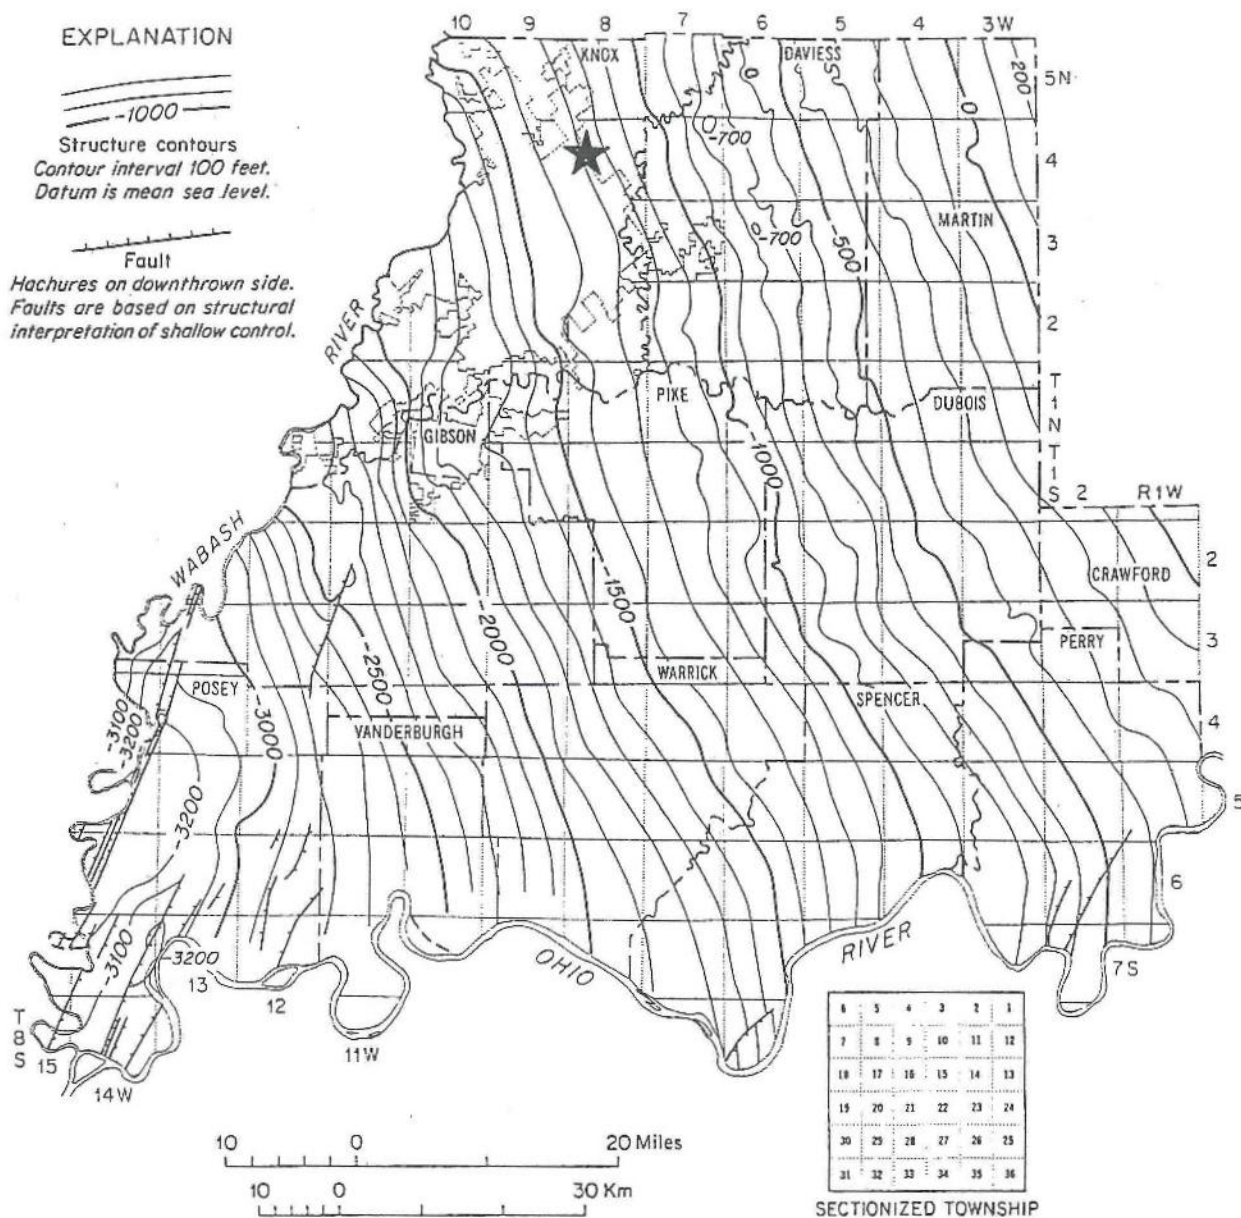 EXPLANATION
-1000
Structure contours
Contour interval 100 feet.
Datum is mean sea level.
Fault
Hachures on downthrown side.
Faults are based on structural
interpretation of shallow control.
10 9 8 7 6 5 4 3W
KNOX
DAVIESS
0
-200
5N
0
-700
4
MARTIN
-700
-500
3
RIVER
2
PIKE
DUBOIS
T
1
N
GIBSON
-1000
T
1
S
2 R1W
WABASH
2
CRAWFORD
-1500
-2000
3
PERRY
-2500
WARRICK
POSEY
SPENCER
-3000
4
-3100
-3200
VANDERBURGH
5
-3200
6
-3100
-3200
OHIO
RIVER
7S
13
12
T
8
S
15
14W
11W
6 5 4 3 2 1
7 8 9 10 11 12
18 17 16 15 14 13
19 20 21 22 23 24
30 29 28 27 26 25
31 32 33 34 35 36
SECTIONIZED TOWNSHIP
10 0 20 Miles
10 0 30 Km